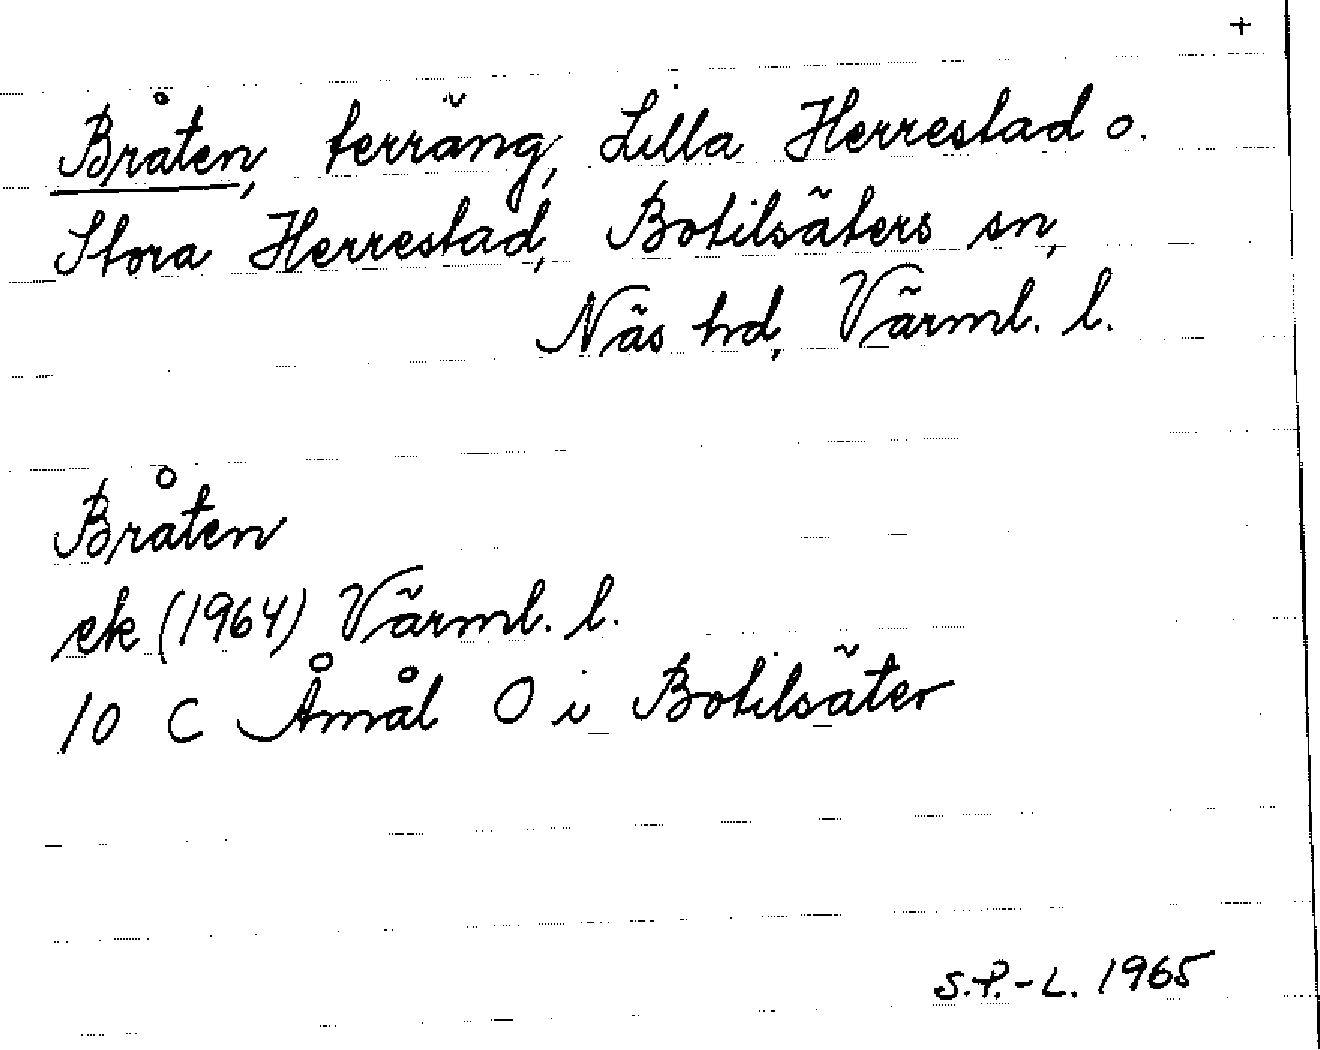 +
Bråten, terräng, Lilla Herrestad o.
Stora Herrestad, Botilsäters sn,
Näs hd, Värml. l.
Bråten
ek (1964) Värml. l.
10 C Åmål O i Botilsäter
S.P.-L. 1965